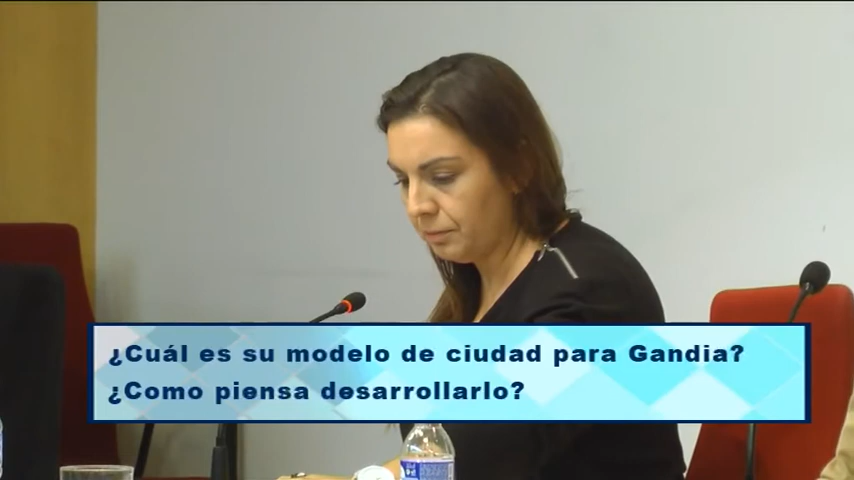 ¿Cuál es su modelo de ciudad para Gandia?
¿Como piensa desarrollarlo?